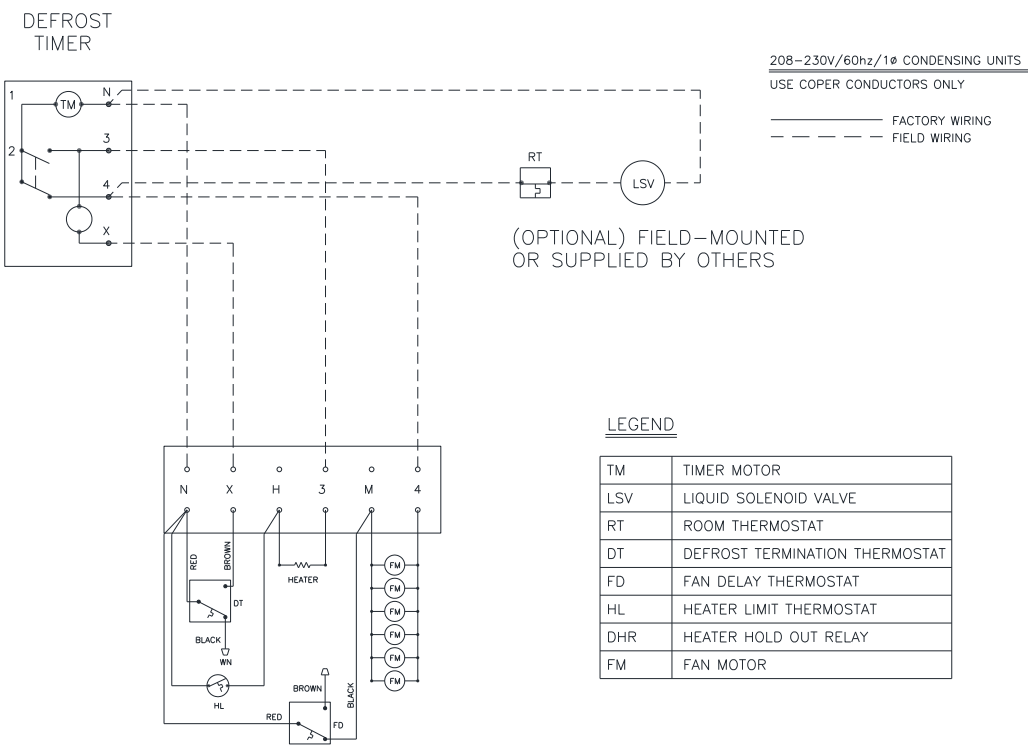 DEFROST
TIMER
208-230V/60hz/1ø CONDENSING UNITS
USE COPER CONDUCTORS ONLY
FACTORY WIRING
FIELD WIRING
1
TM
N
3
2
4
X
RT
LSV
(OPTIONAL) FIELD-MOUNTED
OR SUPPLIED BY OTHERS
N X H 3 M 4
RED
BROWN
HEATER
DT
BLACK
WN
HL
FM
FM
FM
FM
FM
FM
BROWN
BLACK
RED
FD
LEGEND
TM TIMER MOTOR
LSV LIQUID SOLENOID VALVE
RT ROOM THERMOSTAT
DT DEFROST TERMINATION THERMOSTAT
FD FAN DELAY THERMOSTAT
HL HEATER LIMIT THERMOSTAT
DHR HEATER HOLD OUT RELAY
FM FAN MOTOR